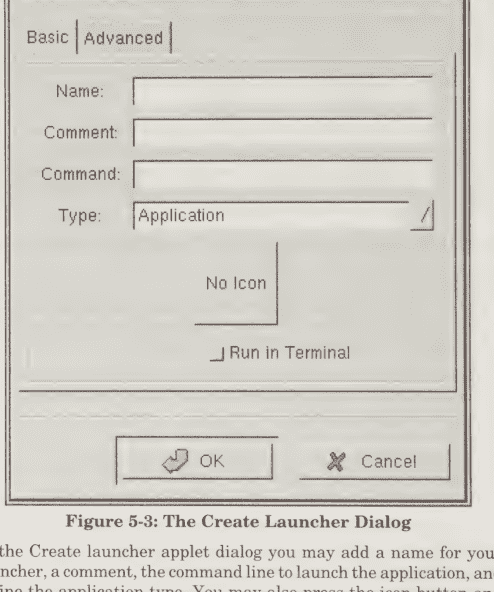 Basic Advanced
Name:
Comment:
Command:
Type: Application
No Icon
Run in Terminal
OK Cancel
Figure 5-3: The Create Launcher Dialog
the Create launcher applet dialog you may add a name for you
ncher, a comment, the command line to launch the application, an
the application type. You may also press the icon button